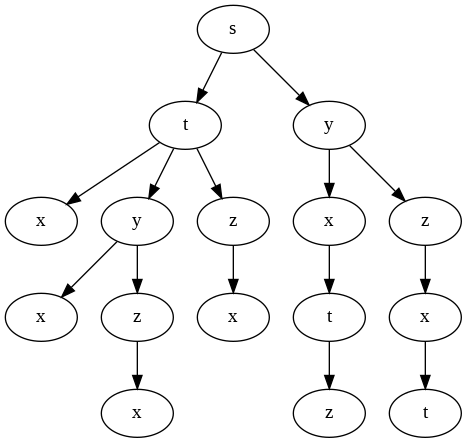 s
t y
x y z x z
x z x t x
x z t